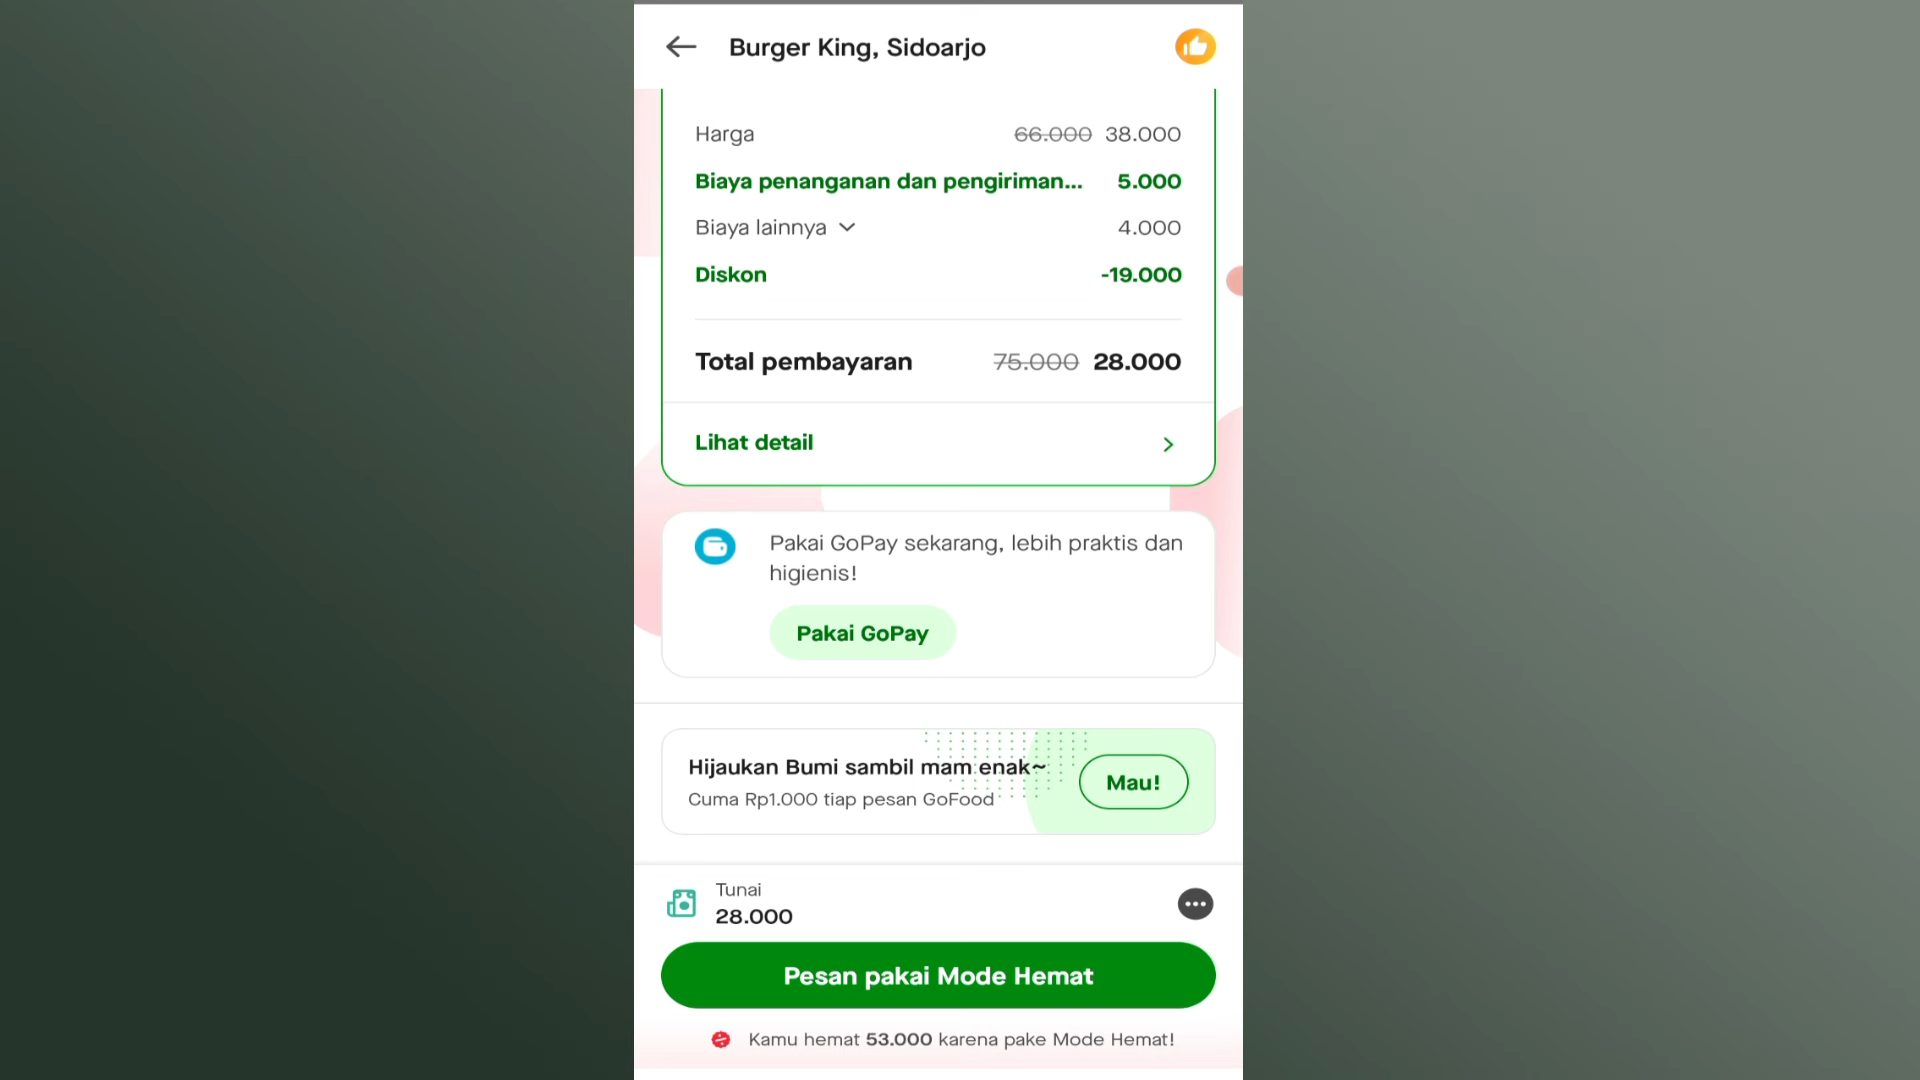 Burger King, Sidoarjo
Harga 66.000 38.000
Biaya penanganan dan pengiriman... 5.000
Biaya lainnya 4.000
Diskon -19.000
Total pembayaran 75.000 28.000
Lihat detail
Pakai GoPay sekarang, lebih praktis dan
higienis!
Pakai GoPay
Hijaukan Bumi sambil mam enak~
Cuma Rp1.000 tiap pesan GoFood
Mau!
Tunai
28.000
Pesan pakai Mode Hemat
Kamu hemat 53.000 karena pake Mode Hemat!